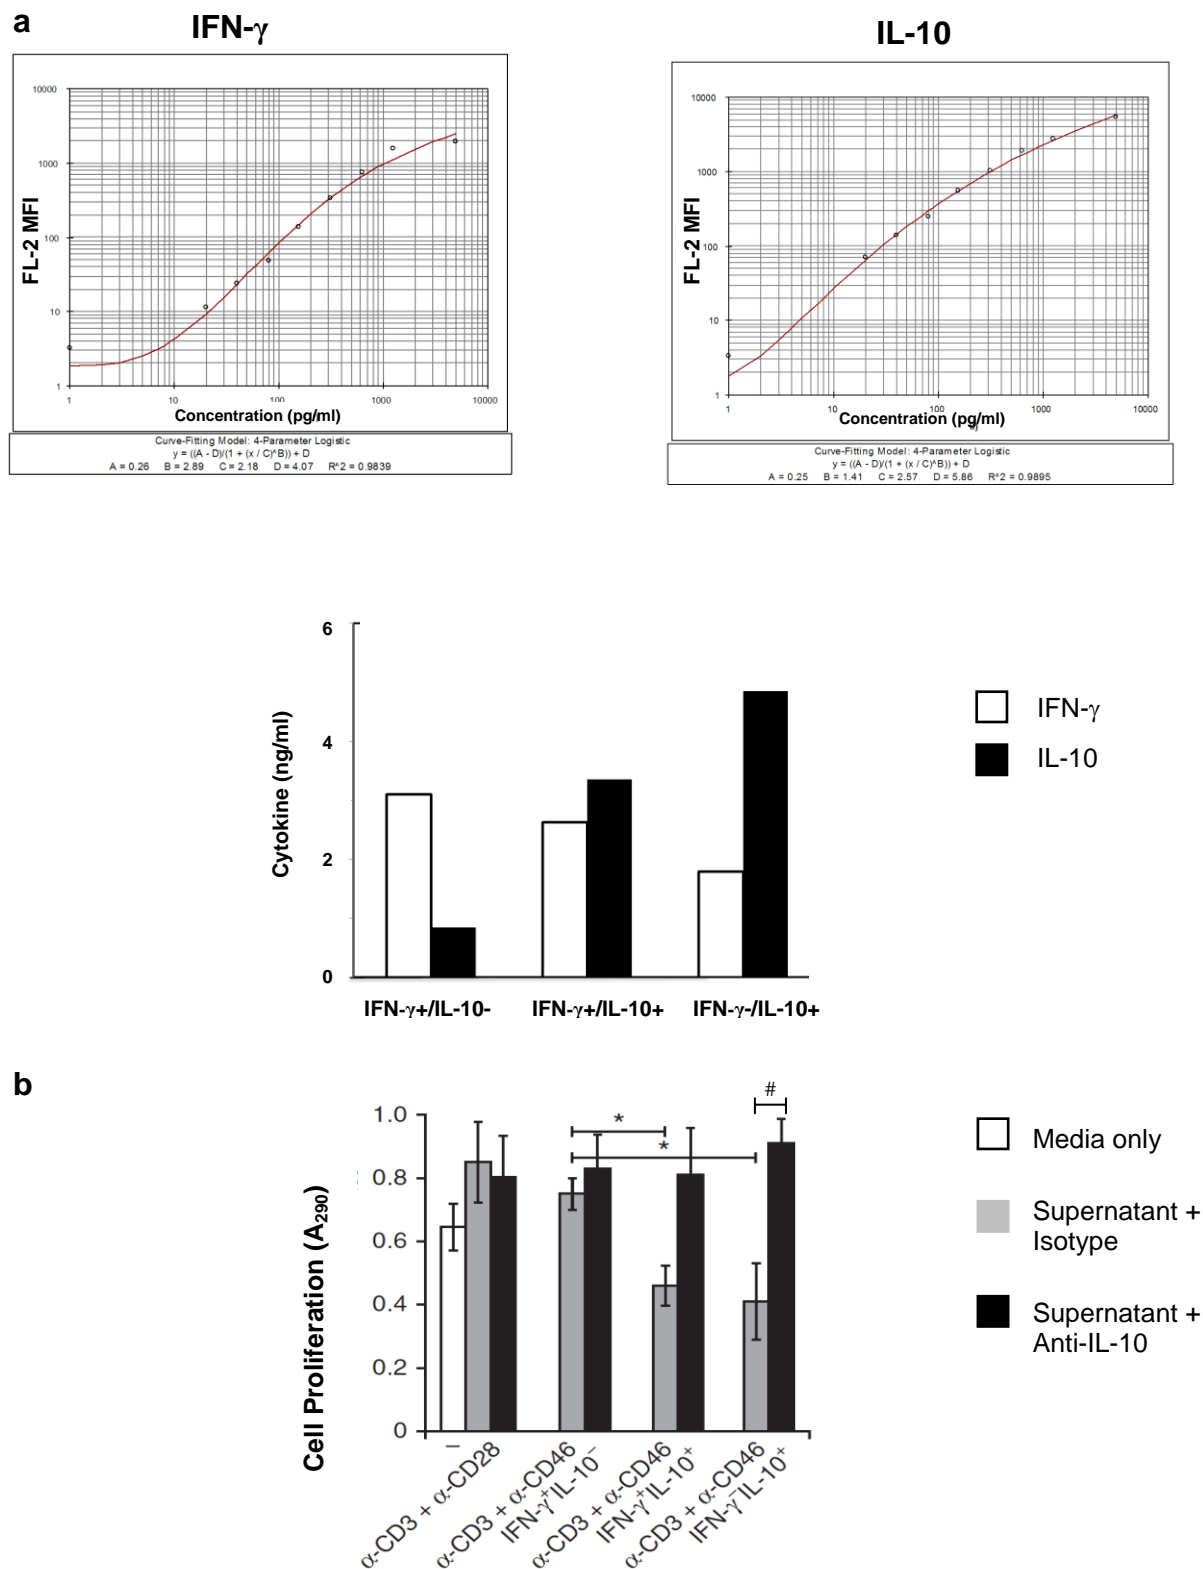 a
IFN-γ
IL-10
10000
1000
100
10
1
FL-2 MFI
1
10
100
1000
10000
Concentration (pg/ml)
Curve-Fitting Model: 4-Parameter Logistic
y = ((A - D)/(1 + (x / C)^B)) + D
A = 0.26 B = 2.89 C = 2.18 D = 4.07 R^2 = 0.9839
10000
1000
100
10
1
FL-2 MFI
1
10
100
1000
10000
Concentration (pg/ml)
Curve-Fitting Model: 4-Parameter Logistic
y = ((A - D)/(1 + (x / C)^B)) + D
A = 0.25 B = 1.41 C = 2.57 D = 5.86 R^2 = 0.9895
6
4
2
0
Cytokine (ng/ml)
IFN-γ+/IL-10-
IFN-γ+/IL-10+
IFN-γ-/IL-10+
IFN-γ
IL-10
b
1.0
0.8
0.6
0.4
0.2
0
Cell Proliferation (A290)
*
*
#
–
α-CD3 + α-CD28
α-CD3 + α-CD46
IFN-γ+IL-10–
α-CD3 + α-CD46
IFN-γ+IL-10+
α-CD3 + α-CD46
IFN-γ–IL-10+
Media only
Supernatant +
Isotype
Supernatant +
Anti-IL-10